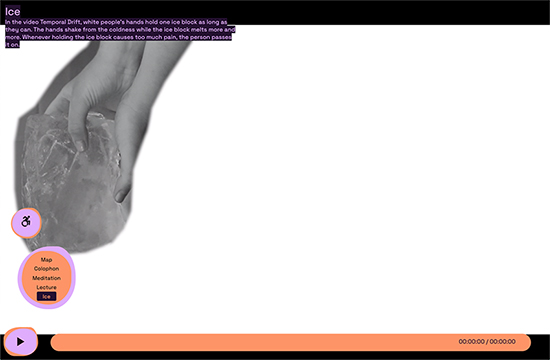 Ice
In the video Temporal Drift, white people's hands hold one ice block as long as
they can. The hands shake from the coldness while the ice block melts more and
more. Whenever holding the ice block causes too much pain, the person passes
it on.
Map
Colophon
Meditation
Lecture
Ice
00:00:00 / 00:00:00